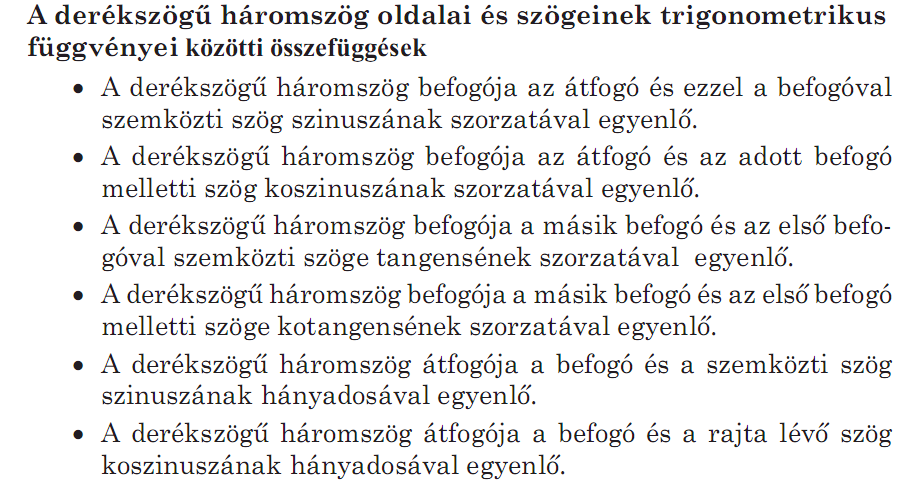 A derékszögű háromszög oldalai és szögeinek trigonometrikus
függvényei közötti összefüggések
• A derékszögű háromszög befogója az átfogó és ezzel a befogóval
szemközti szög szinuszának szorzatával egyenlő.
• A derékszögű háromszög befogója az átfogó és az adott befogó
melletti szög koszinuszának szorzatával egyenlő.
• A derékszögű háromszög befogója a másik befogó és az első befo-
góval szemközti szöge tangensének szorzatával egyenlő.
• A derékszögű háromszög befogója a másik befogó és az első befogó
melletti szöge kotangensének szorzatával egyenlő.
• A derékszögű háromszög átfogója a befogó és a szemközti szög
szinuszának hányadosával egyenlő.
• A derékszögű háromszög átfogója a befogó és a rajta lévő szög
koszinuszának hányadosával egyenlő.